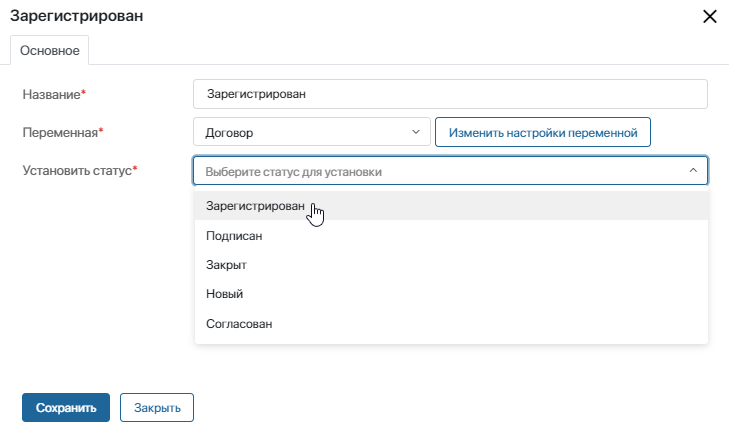 Зарегистрирован
Основное
Название* Зарегистрирован
Переменная* Договор Изменить настройки переменной
Установить статус* Выберите статус для установки
Зарегистрирован
Подписан
Закрыт
Новый
Согласован
Сохранить Закрыть